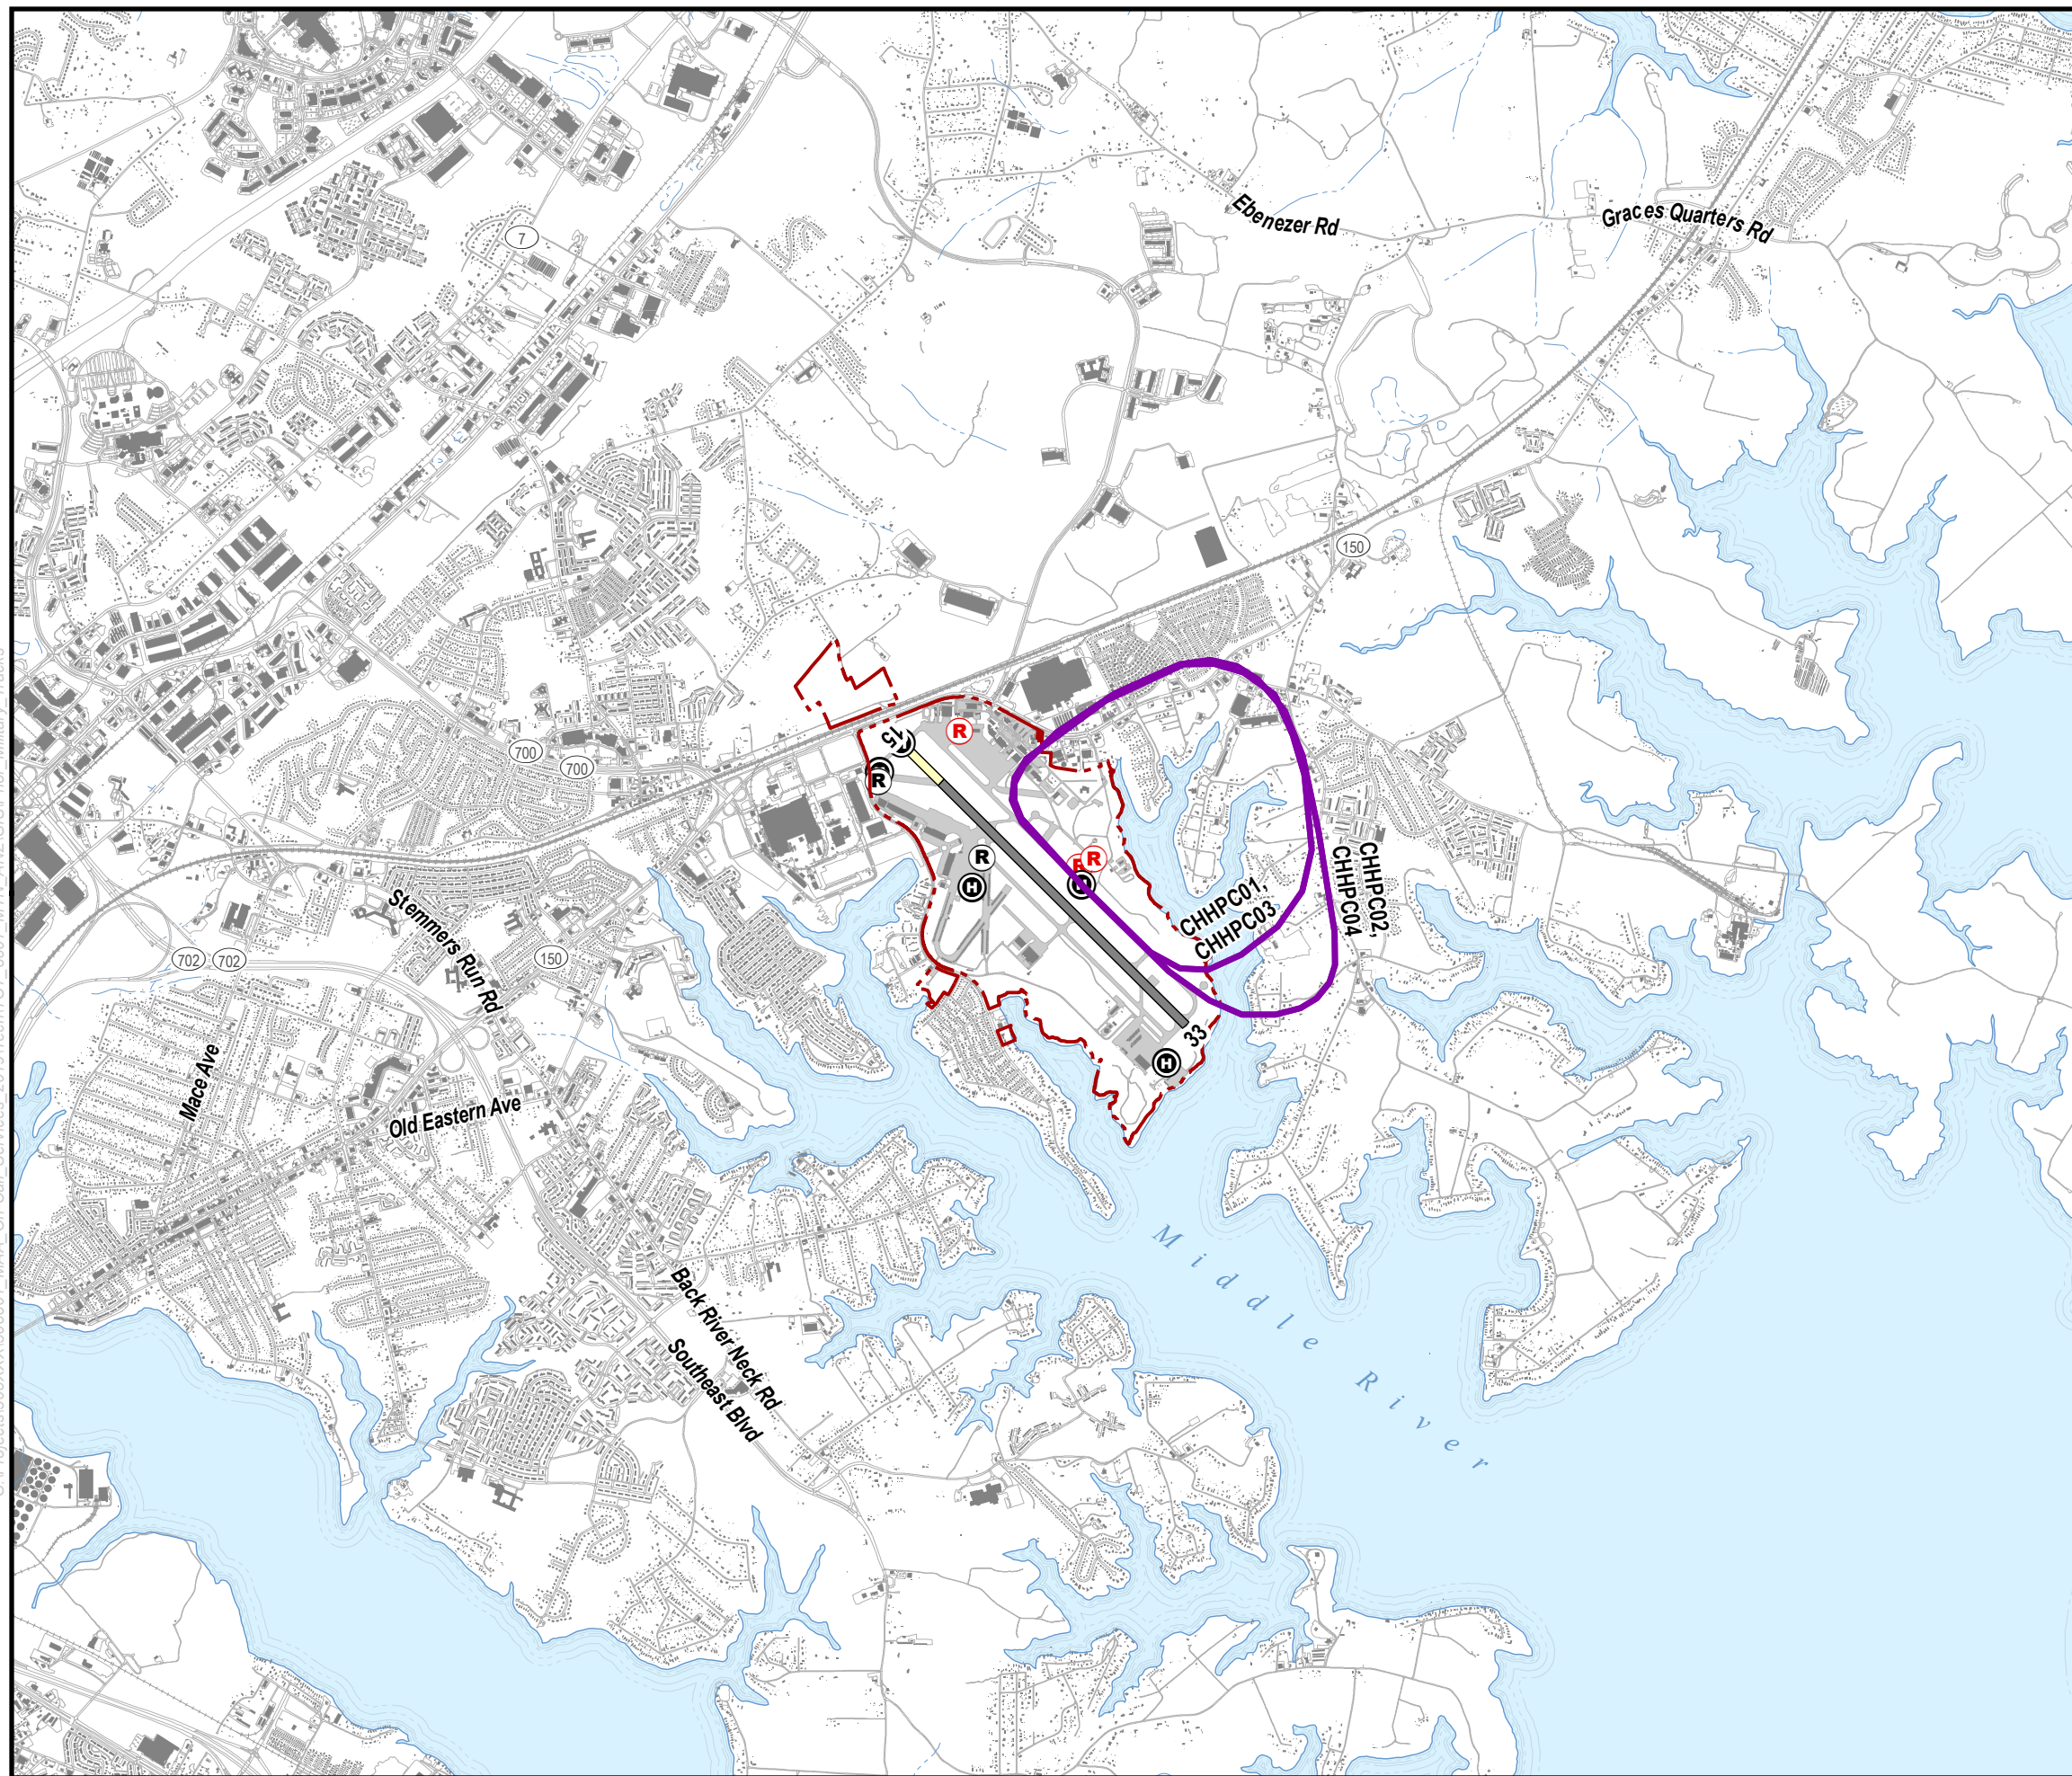 Ebenezer Rd
Graces Quarters Rd
7
150
15
R
700
700
R
R
R
R
H
H
CHHPC01,
CHHPC03
CHHPC02,
CHHPC04
Stemmers Run Rd
702
702
150
33
H
Mace Ave
Old Eastern Ave
Middle River
Back River Neck Rd
Southeast Blvd